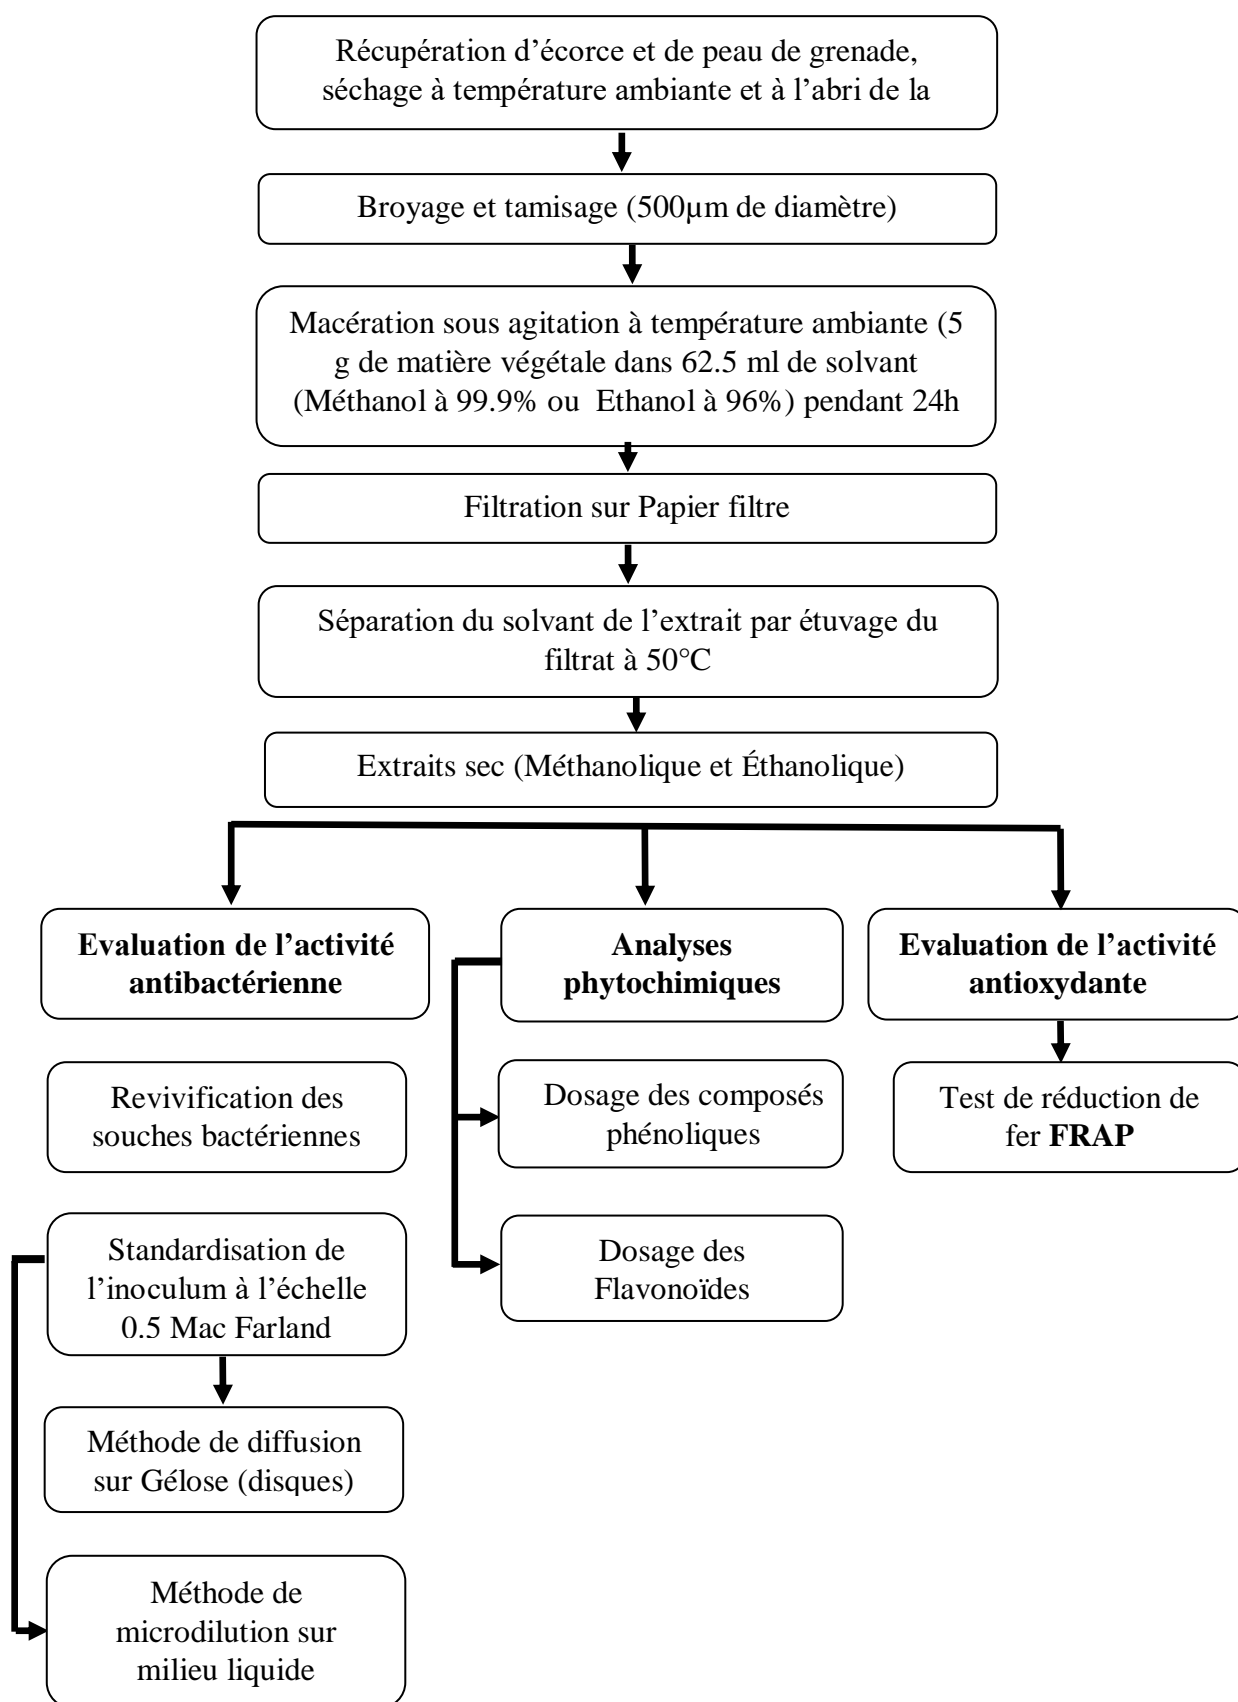 Récupération d’écorce et de peau de grenade,
séchage à température ambiante et à l’abri de la
Broyage et tamisage (500µm de diamètre)
Macération sous agitation à température ambiante (5
g de matière végétale dans 62.5 ml de solvant
(Méthanol à 99.9% ou Ethanol à 96%) pendant 24h
Filtration sur Papier filtre
Séparation du solvant de l’extrait par étuvage du
filtrat à 50°C
Extraits sec (Méthanolique et Éthanolique)
Evaluation de l’activité
antibactérienne
Revivification des
souches bactériennes
Standardisation de
l’inoculum à l’échelle
0.5 Mac Farland
Méthode de diffusion
sur Gélose (disques)
Méthode de
microdilution sur
milieu liquide
Analyses
phytochimiques
Dosage des composés
phénoliques
Dosage des
Flavonoïdes
Evaluation de l’activité
antioxydante
Test de réduction de
fer FRAP